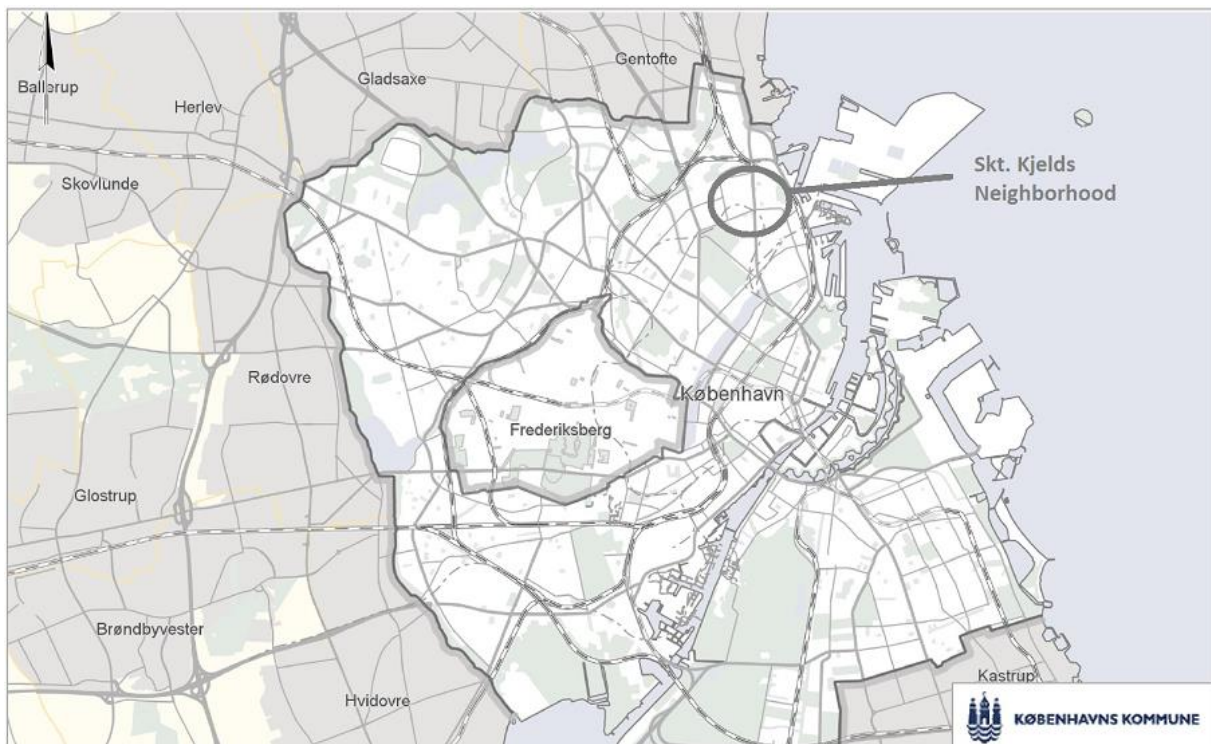 Gentofte
Gladsaxe
Ballerup
Herlev
Skt. Kjelds
Neighborhood
Skovlunde
Rødovre
København
Frederiksberg
Glostrup
Brøndbyvester
Kastrup
Hvidovre
KØBENHAVNS KOMMUNE